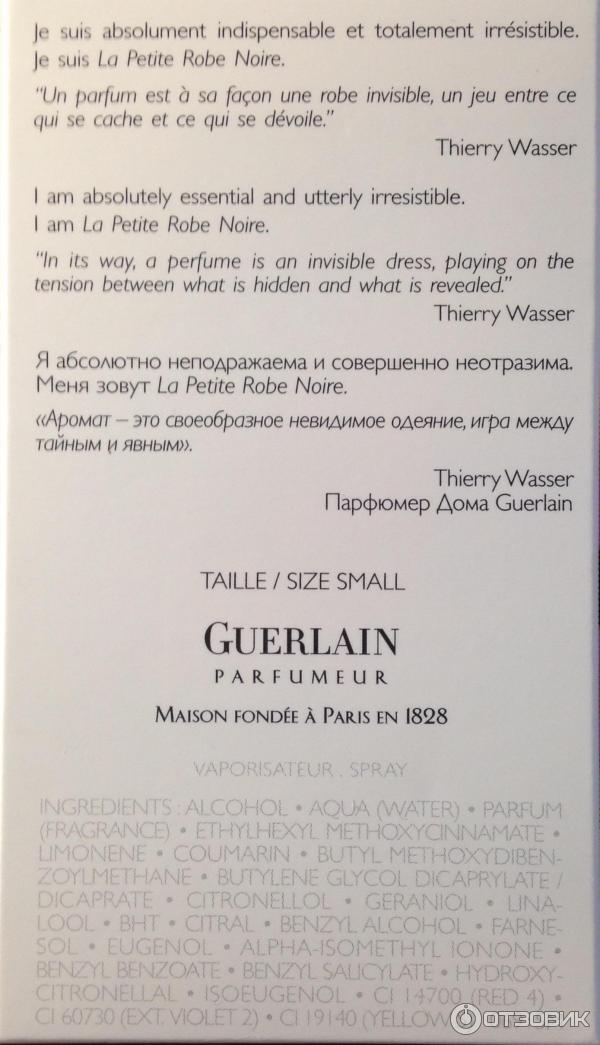 Je suis absolument indispensable et totalement irrésistible.
Je suis La Petite Robe Noire.
"Un parfum est à sa façon une robe invisible, un jeu entre ce
qui se cache et ce qui se dévoile."
Thierry Wasser
I am absolutely essential and utterly irresistible.
I am La Petite Robe Noire.
"In its way, a perfume is an invisible dress, playing on the
tension between what is hidden and what is revealed."
Thierry Wasser
Я абсолютно неподражаема и совершенно неотразима.
Меня зовут La Petite Robe Noire.
«Аромат – это своеобразное невидимое одеяние, игра между
тайным и явным».
Thierry Wasser
Парфюмер Дома Guerlain
TAILLE / SIZE SMALL
GUERLAIN
PARFUMEUR
MAISON FONDÉE À PARIS EN 1828
VAPORISATEUR . SPRAY
INGREDIENTS : ALCOHOL • AQUA (WATER) • PARFUM
(FRAGRANCE) • ETHYLHEXYL METHOXYCINNAMATE •
LIMONENE • COUMARIN • BUTYL METHOXYDIBEN-
ZOYLMETHANE • BUTYLENE GLYCOL DICAPRYLATE /
DICAPRATE • CITRONELLOL • GERANIOL • LINA-
LOOL • BHT • CITRAL • BENZYL ALCOHOL • FARNE-
SOL • EUGENOL • ALPHA-ISOMETHYL IONONE •
BENZYL BENZOATE • BENZYL SALICYLATE • HYDROXY-
CITRONELLAL • ISOEUGENOL • CI 14700 (RED 4) •
CI 60730 (EXT. VIOLET 2) • CI 19140 (YELLOW
ОТЗОВИК